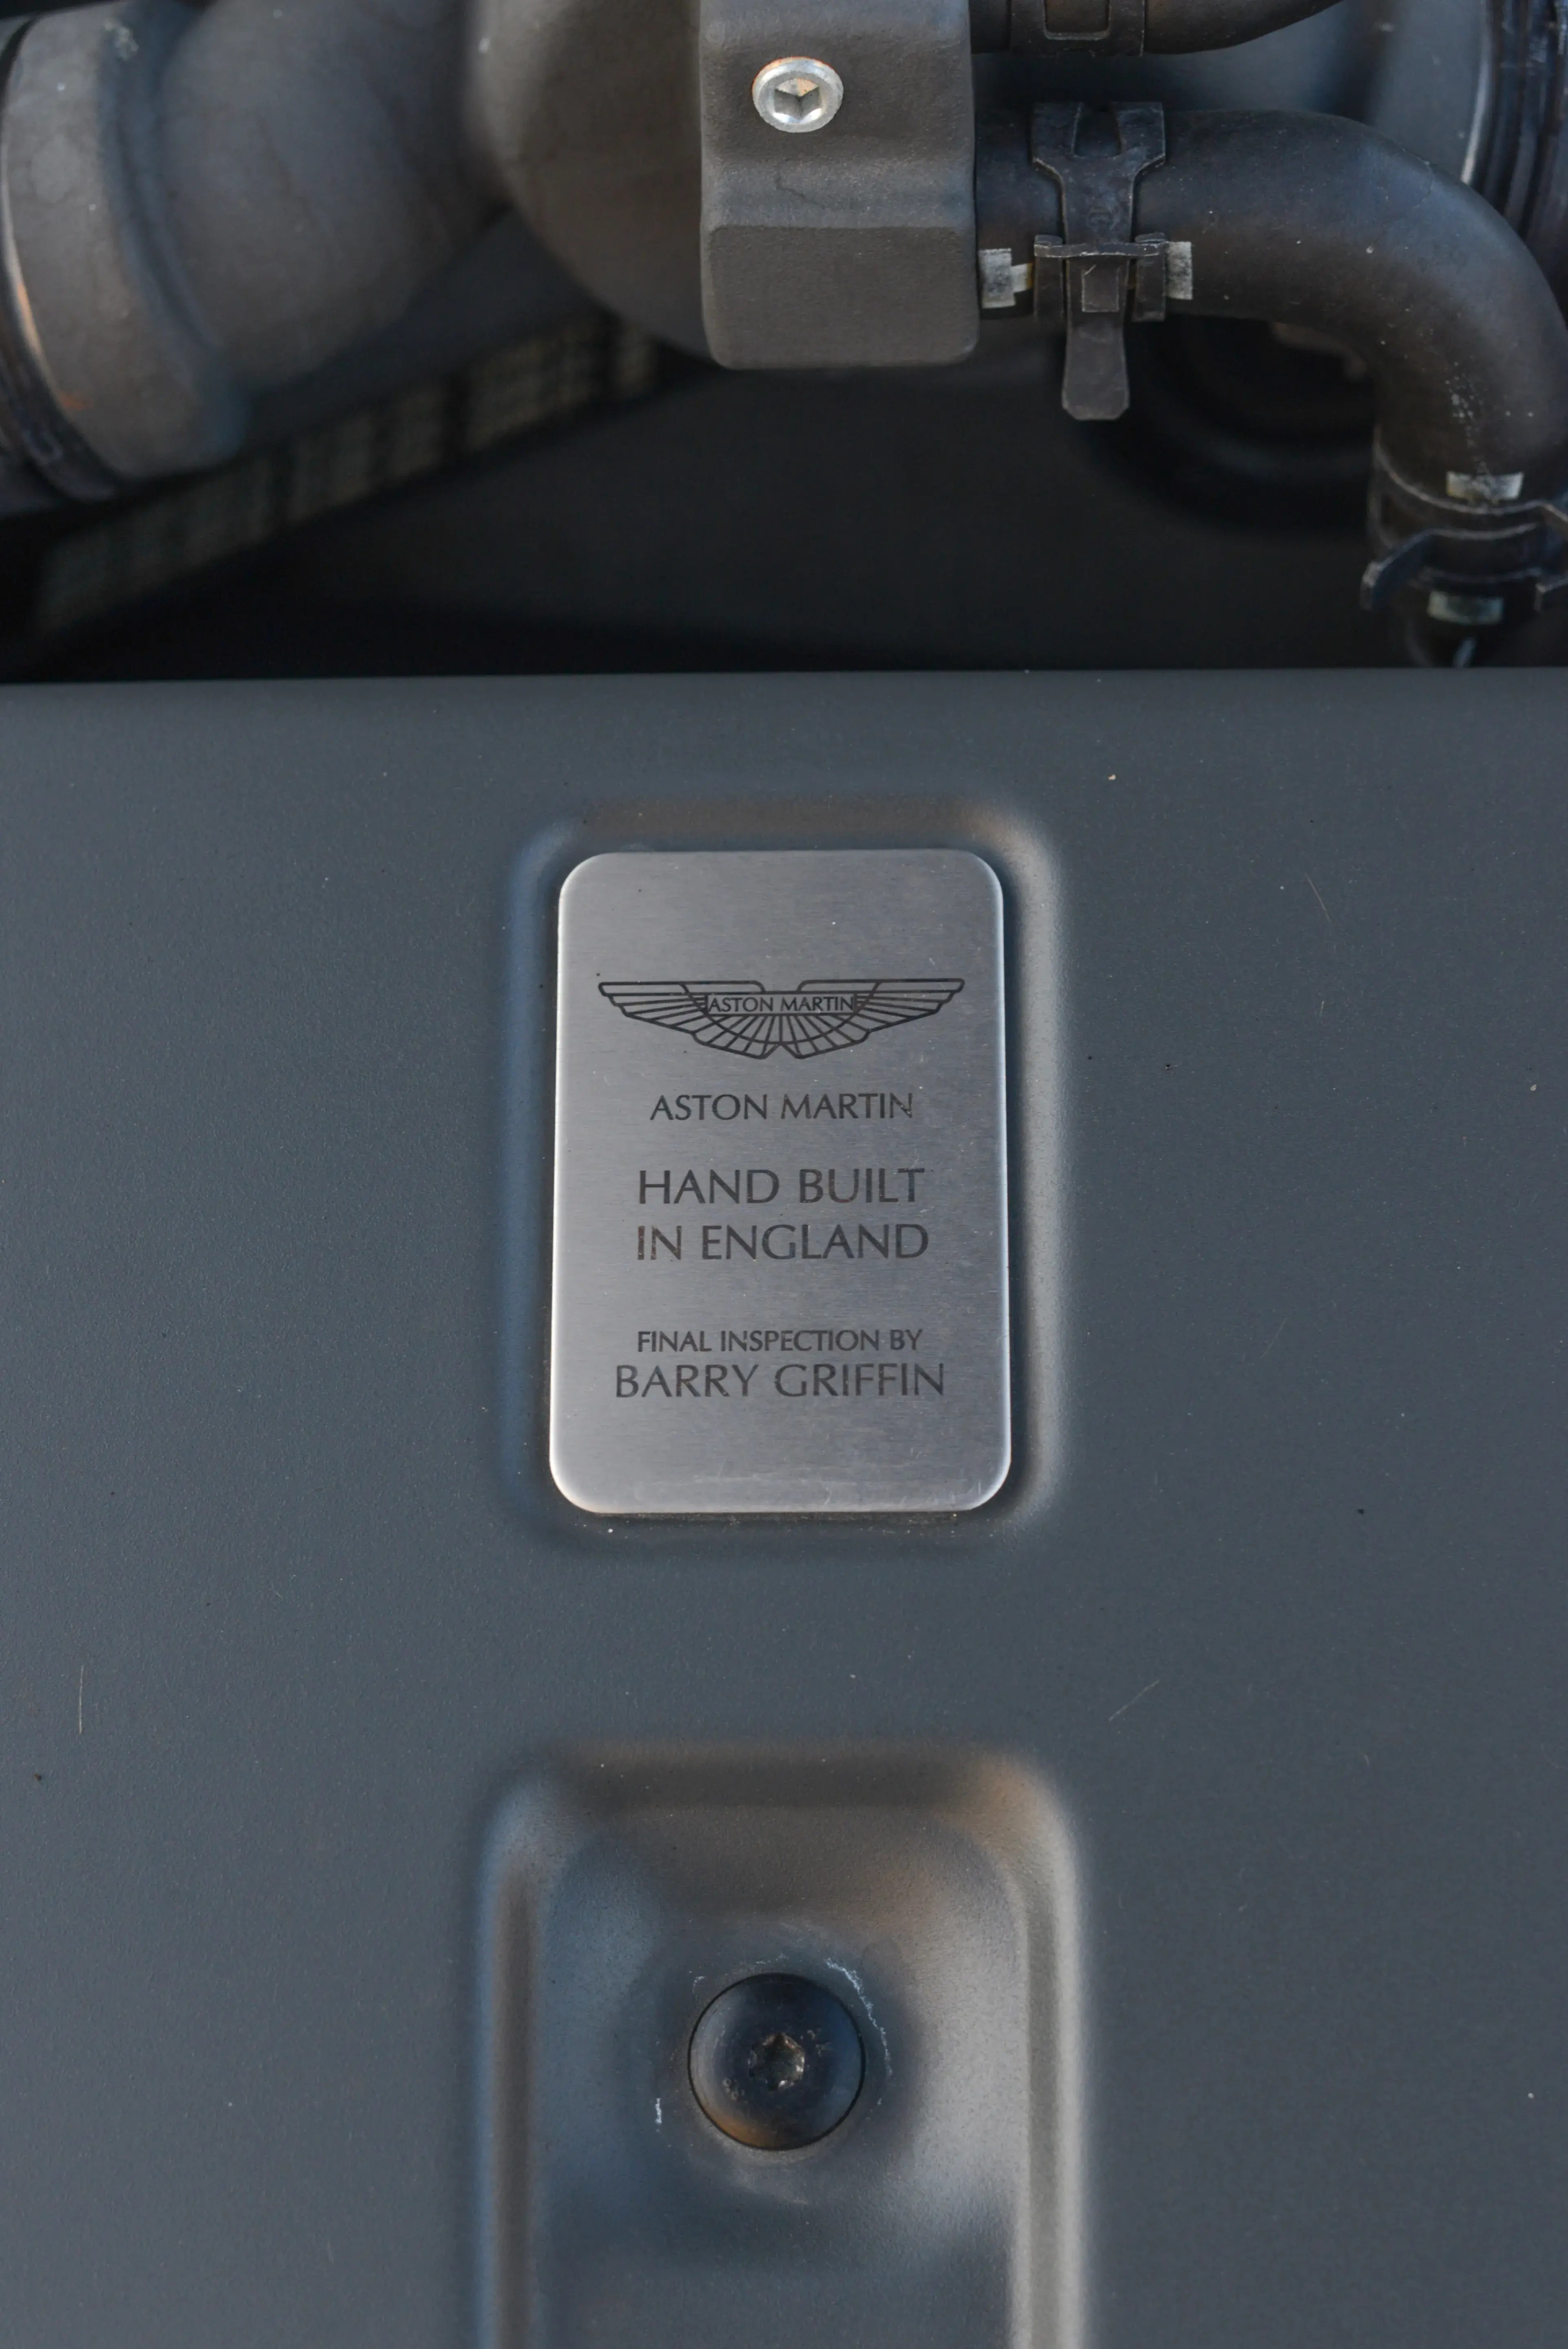 ASTON MARTIN
ASTON MARTIN
HAND BUILT
IN ENGLAND
FINAL INSPECTION BY
BARRY GRIFFIN